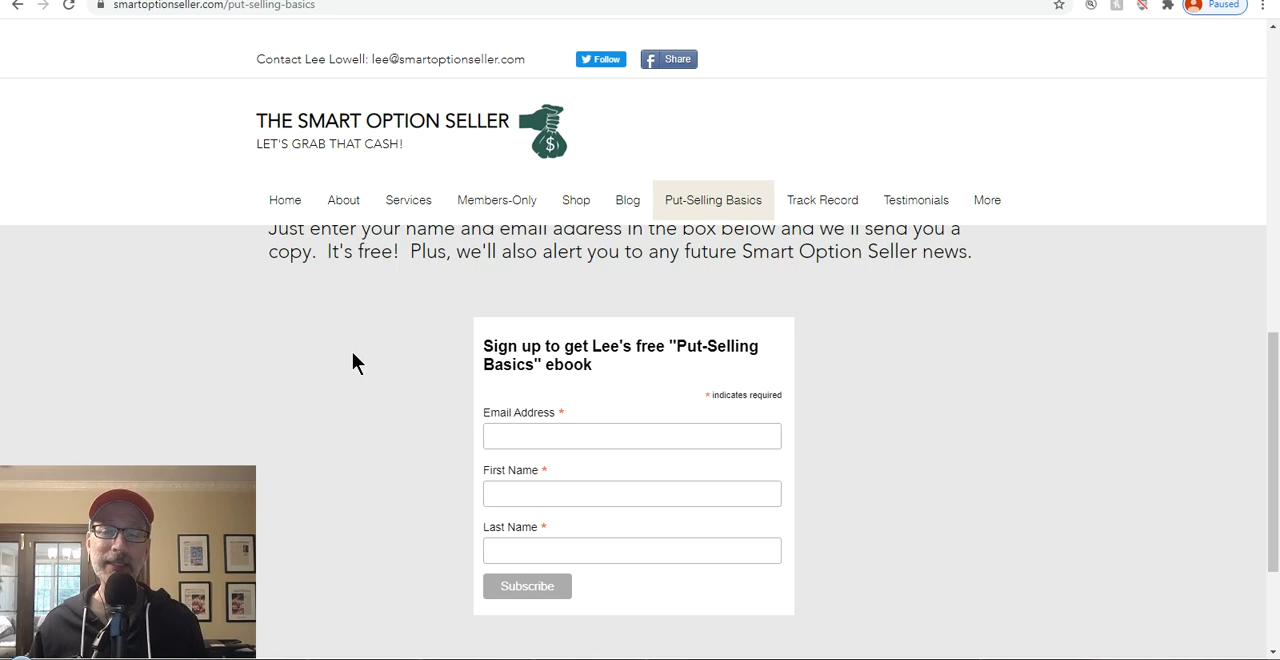 smartoptionseller.com/put-selling-basics
Paused
Contact Lee Lowell: lee@smartoptionseller.com
Follow
Share
THE SMART OPTION SELLER
$
LET'S GRAB THAT CASH!
Home About Services Members-Only Shop Blog Put-Selling Basics Track Record Testimonials More
Just enter your name and email address in the box below and we'll send you a
copy. It's free! Plus, we'll also alert you to any future Smart Option Seller news.
Sign up to get Lee's free "Put-Selling
Basics" ebook
* indicates required
Email Address *
First Name *
Last Name *
Subscribe